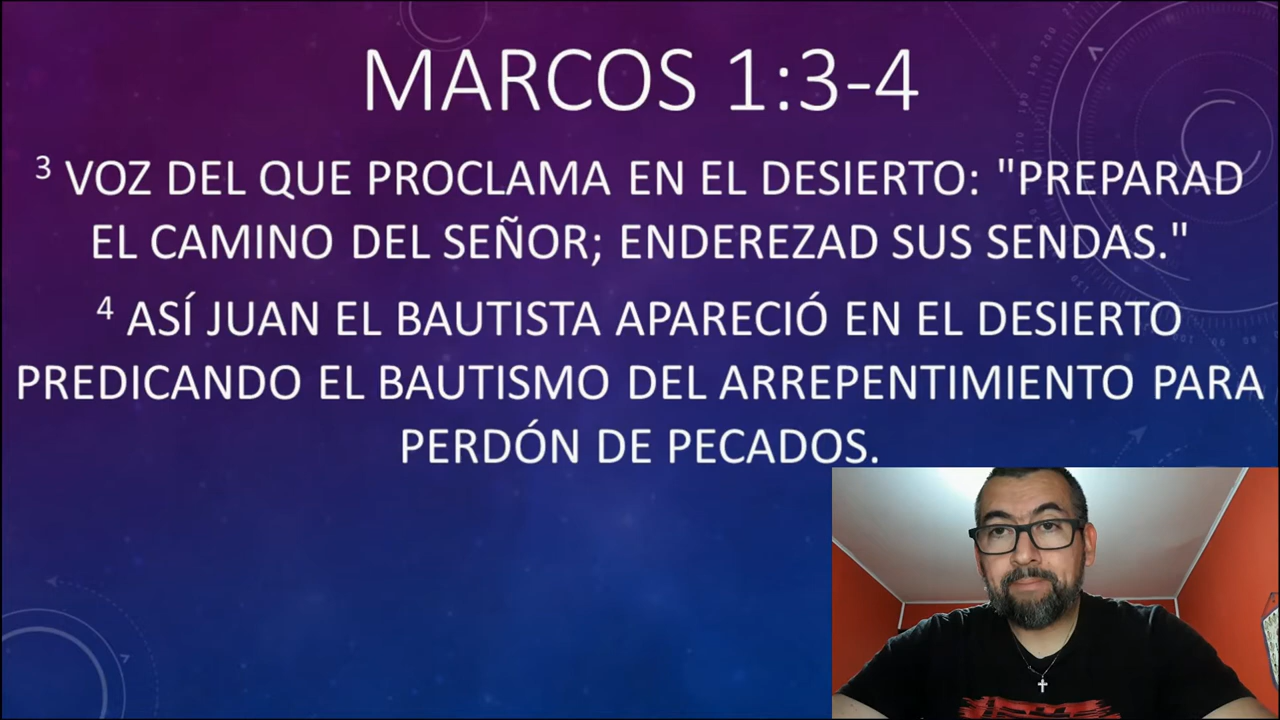 MARCOS 1:3-4
³ VOZ DEL QUE PROCLAMA EN EL DESIERTO: "PREPARAD
EL CAMINO DEL SEÑOR; ENDEREZAD SUS SENDAS."
⁴ ASÍ JUAN EL BAUTISTA APARECIÓ EN EL DESIERTO
PREDICANDO EL BAUTISMO DEL ARREPENTIMIENTO PARA
PERDÓN DE PECADOS.